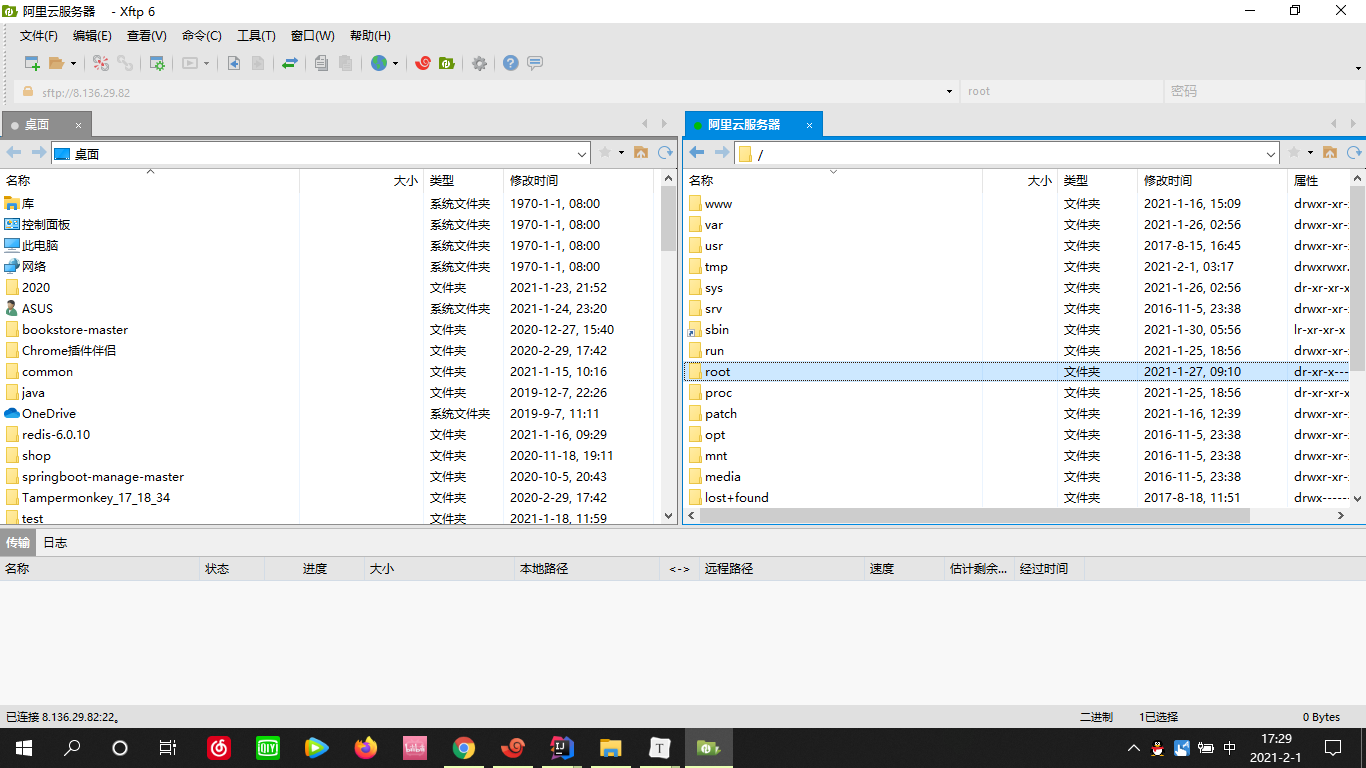 阿里云服务器 - Xftp 6
文件(F) 编辑(E) 查看(V) 命令(C) 工具(T) 窗口(W) 帮助(H)
sftp://8.136.29.82 root 密码
桌面 × 阿里云服务器 ×
桌面 /
名称 大小 类型 修改时间 名称 大小 类型 修改时间 属性
库 系统文件夹 1970-1-1, 08:00 www 文件夹 2021-1-16, 15:09 drwxr-xr-
控制面板 系统文件夹 1970-1-1, 08:00 var 文件夹 2021-1-26, 02:56 drwxr-xr-
此电脑 系统文件夹 1970-1-1, 08:00 usr 文件夹 2017-8-15, 16:45 drwxr-xr-
网络 系统文件夹 1970-1-1, 08:00 tmp 文件夹 2021-2-1, 03:17 drwxrwxr
2020 文件夹 2021-1-23, 21:52 sys 文件夹 2021-1-26, 02:56 dr-xr-xr-x
ASUS 系统文件夹 2021-1-24, 23:20 srv 文件夹 2016-11-5, 23:38 drwxr-xr-
bookstore-master 文件夹 2020-12-27, 15:40 sbin 文件夹 2021-1-30, 05:56 lr-xr-xr-x
Chrome插件伴侣 文件夹 2020-2-29, 17:42 run 文件夹 2021-1-25, 18:56 drwxr-xr-
common 文件夹 2021-1-15, 10:16 root 文件夹 2021-1-27, 09:10 dr-xr-x---
java 文件夹 2019-12-7, 22:26 proc 文件夹 2021-1-25, 18:56 dr-xr-xr-x
OneDrive 系统文件夹 2019-9-7, 11:11 patch 文件夹 2021-1-16, 12:39 drwxr-xr-
redis-6.0.10 文件夹 2021-1-16, 09:29 opt 文件夹 2016-11-5, 23:38 drwxr-xr-
shop 文件夹 2020-11-18, 19:11 mnt 文件夹 2016-11-5, 23:38 drwxr-xr-
springboot-manage-master 文件夹 2020-10-5, 20:43 media 文件夹 2016-11-5, 23:38 drwxr-xr-
Tampermonkey_17_18_34 文件夹 2020-2-29, 17:42 lost+found 文件夹 2017-8-18, 11:51 drwx------
test 文件夹 2021-1-18, 11:59
传输 日志
名称 状态 进度 大小 本地路径 <-> 远程路径 速度 估计剩余... 经过时间
已连接 8.136.29.82:22。 二进制 1已选择 0 Bytes
中 17:29
2021-2-1